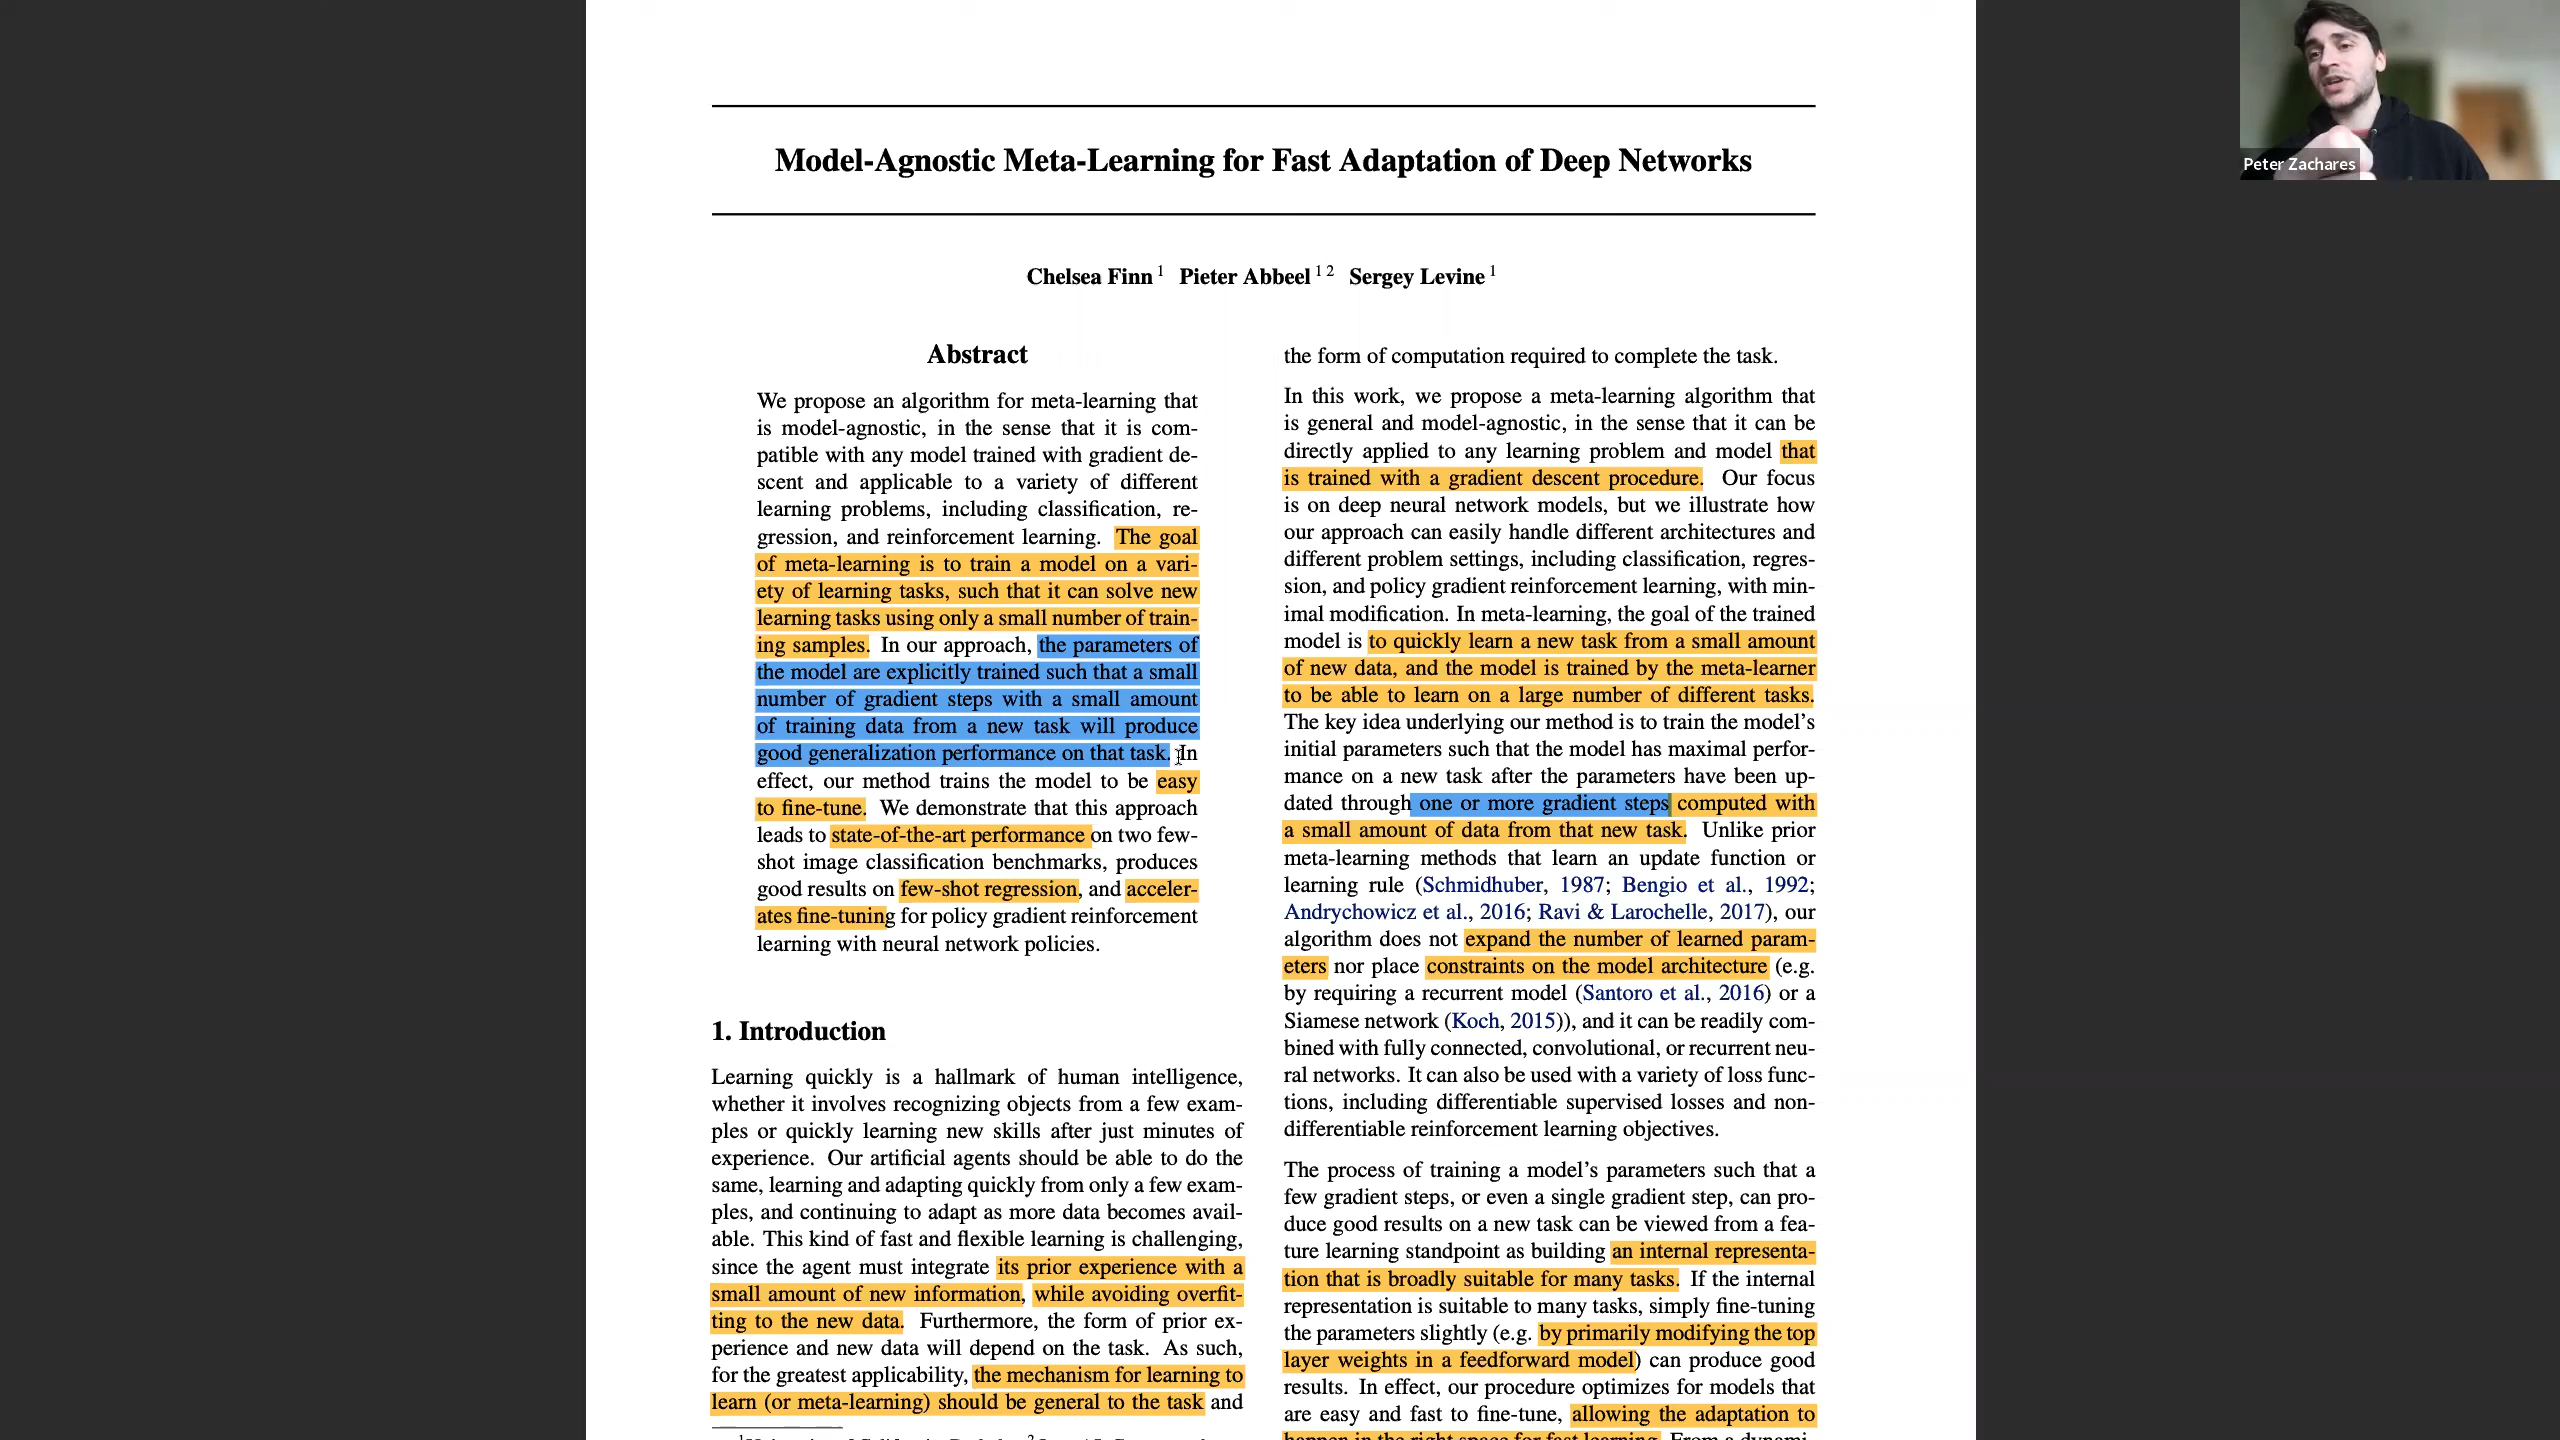 Model-Agnostic Meta-Learning for Fast Adaptation of Deep Networks
Chelsea Finn 1 Pieter Abbeel 1 2 Sergey Levine 1
Abstract
We propose an algorithm for meta-learning that
is model-agnostic, in the sense that it is com-
patible with any model trained with gradient de-
scent and applicable to a variety of different
learning problems, including classification, re-
gression, and reinforcement learning. The goal
of meta-learning is to train a model on a vari-
ety of learning tasks, such that it can solve new
learning tasks using only a small number of train-
ing samples. In our approach, the parameters of
the model are explicitly trained such that a small
number of gradient steps with a small amount
of training data from a new task will produce
good generalization performance on that task. In
effect, our method trains the model to be easy
to fine-tune. We demonstrate that this approach
leads to state-of-the-art performance on two few-
shot image classification benchmarks, produces
good results on few-shot regression, and acceler-
ates fine-tuning for policy gradient reinforcement
learning with neural network policies.
1. Introduction
Learning quickly is a hallmark of human intelligence,
whether it involves recognizing objects from a few exam-
ples or quickly learning new skills after just minutes of
experience. Our artificial agents should be able to do the
same, learning and adapting quickly from only a few exam-
ples, and continuing to adapt as more data becomes avail-
able. This kind of fast and flexible learning is challenging,
since the agent must integrate its prior experience with a
small amount of new information, while avoiding overfit-
ting to the new data. Furthermore, the form of prior ex-
perience and new data will depend on the task. As such,
for the greatest applicability, the mechanism for learning to
learn (or meta-learning) should be general to the task and
the form of computation required to complete the task.
In this work, we propose a meta-learning algorithm that
is general and model-agnostic, in the sense that it can be
directly applied to any learning problem and model that
is trained with a gradient descent procedure. Our focus
is on deep neural network models, but we illustrate how
our approach can easily handle different architectures and
different problem settings, including classification, regres-
sion, and policy gradient reinforcement learning, with min-
imal modification. In meta-learning, the goal of the trained
model is to quickly learn a new task from a small amount
of new data, and the model is trained by the meta-learner
to be able to learn on a large number of different tasks.
The key idea underlying our method is to train the model's
initial parameters such that the model has maximal perfor-
mance on a new task after the parameters have been up-
dated through one or more gradient steps computed with
a small amount of data from that new task. Unlike prior
meta-learning methods that learn an update function or
learning rule (Schmidhuber, 1987; Bengio et al., 1992;
Andrychowicz et al., 2016; Ravi & Larochelle, 2017), our
algorithm does not expand the number of learned param-
eters nor place constraints on the model architecture (e.g.
by requiring a recurrent model (Santoro et al., 2016) or a
Siamese network (Koch, 2015)), and it can be readily com-
bined with fully connected, convolutional, or recurrent neu-
ral networks. It can also be used with a variety of loss func-
tions, including differentiable supervised losses and non-
differentiable reinforcement learning objectives.
The process of training a model's parameters such that a
few gradient steps, or even a single gradient step, can pro-
duce good results on a new task can be viewed from a fea-
ture learning standpoint as building an internal representa-
tion that is broadly suitable for many tasks. If the internal
representation is suitable to many tasks, simply fine-tuning
the parameters slightly (e.g. by primarily modifying the top
layer weights in a feedforward model) can produce good
results. In effect, our procedure optimizes for models that
are easy and fast to fine-tune, allowing the adaptation to
happen in the right space for fast learning. From a dynami-
Peter Zachares